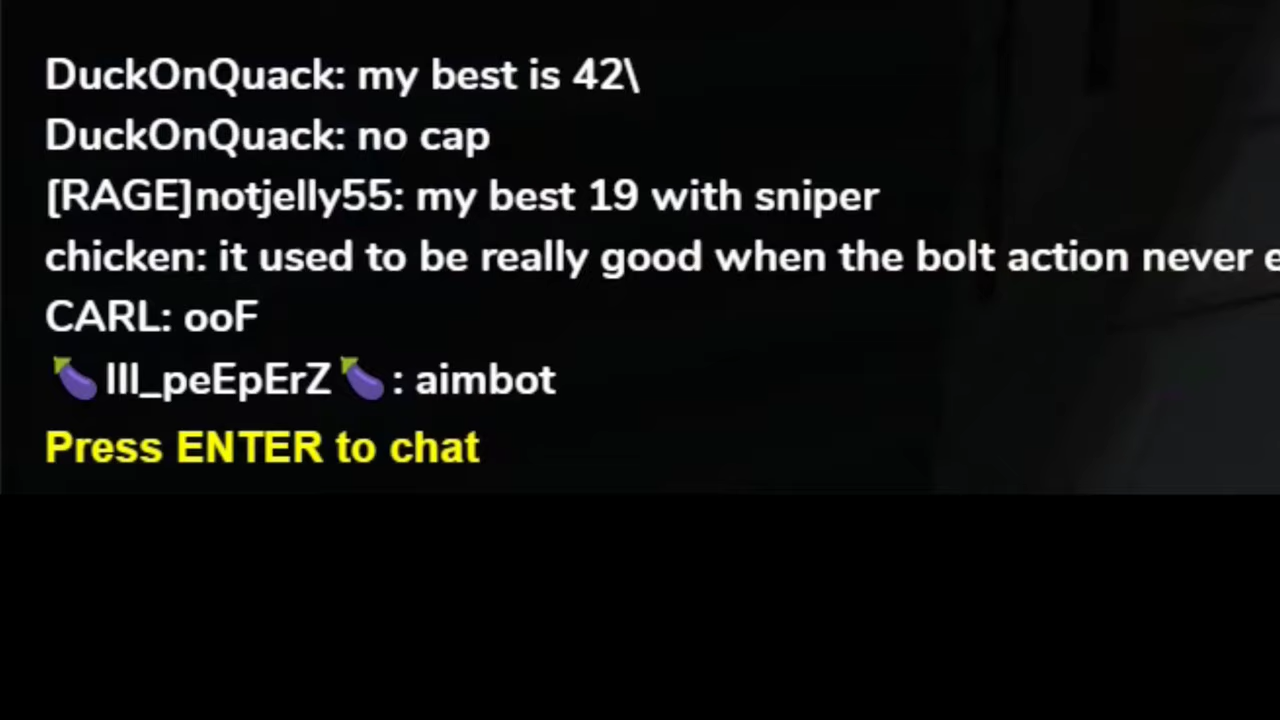 DuckOnQuack: my best is 42\
DuckOnQuack: no cap
[RAGE]notjelly55: my best 19 with sniper
chicken: it used to be really good when the bolt action never
CARL: ooF
🍆lll_peEpErZ🍆: aimbot
Press ENTER to chat